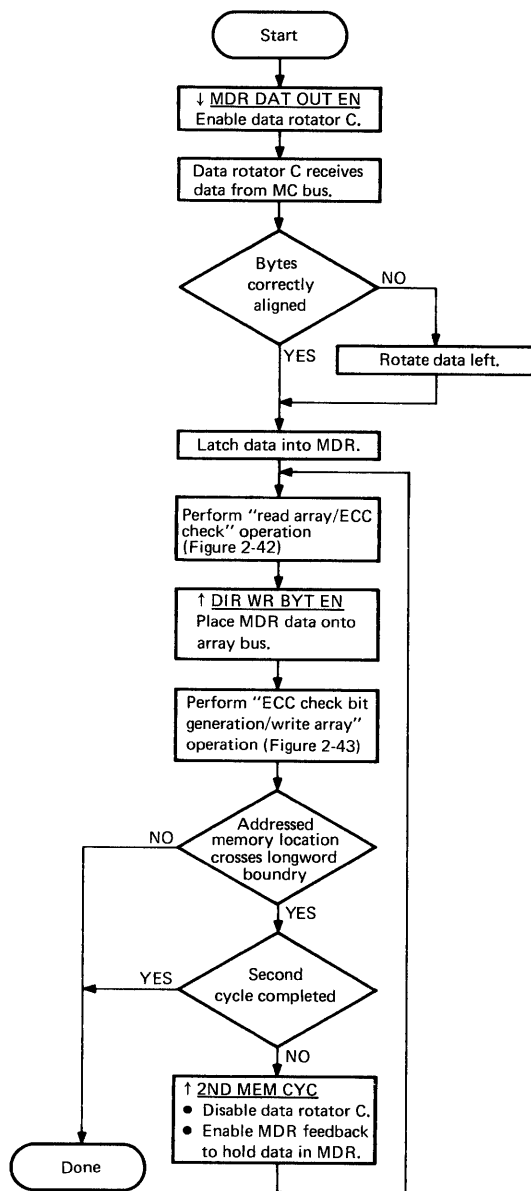 Start
↓ MDR DAT OUT EN
Enable data rotator C.
Data rotator C receives
data from MC bus.
Bytes
correctly
aligned
NO
YES
Rotate data left.
Latch data into MDR.
Perform “read array/ECC
check” operation
(Figure 2-42)
↑ DIR WR BYT EN
Place MDR data onto
array bus.
Perform “ECC check bit
generation/write array”
operation (Figure 2-43)
Addressed
memory location
crosses longword
boundry
NO
YES
Second
cycle completed
YES
NO
↑ 2ND MEM CYC
● Disable data rotator C.
● Enable MDR feedback
to hold data in MDR.
Done